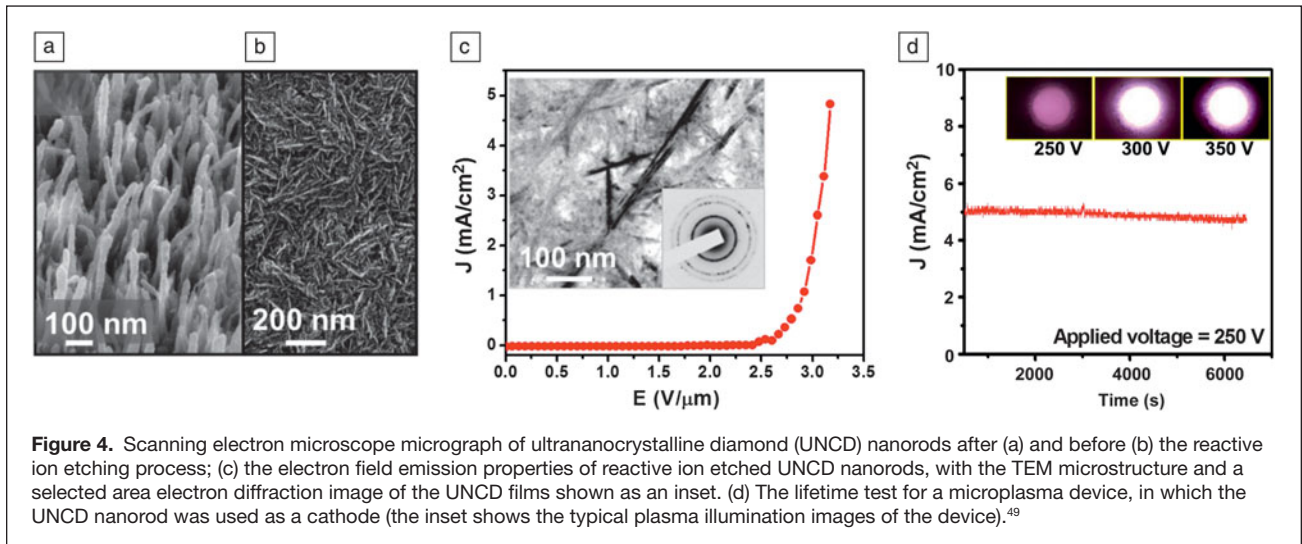 a
b
c
d
100 nm
200 nm
5
4
3
2
1
0
J (mA/cm²)
100 nm
0.0 0.5 1.0 1.5 2.0 2.5 3.0 3.5
E (V/μm)
10
8
6
4
2
0
J (mA/cm²)
250 V 300 V 350 V
Applied voltage = 250 V
2000 4000 6000
Time (s)
Figure 4. Scanning electron microscope micrograph of ultrananocrystalline diamond (UNCD) nanorods after (a) and before (b) the reactive
ion etching process; (c) the electron field emission properties of reactive ion etched UNCD nanorods, with the TEM microstructure and a
selected area electron diffraction image of the UNCD films shown as an inset. (d) The lifetime test for a microplasma device, in which the
UNCD nanorod was used as a cathode (the inset shows the typical plasma illumination images of the device).⁴⁹